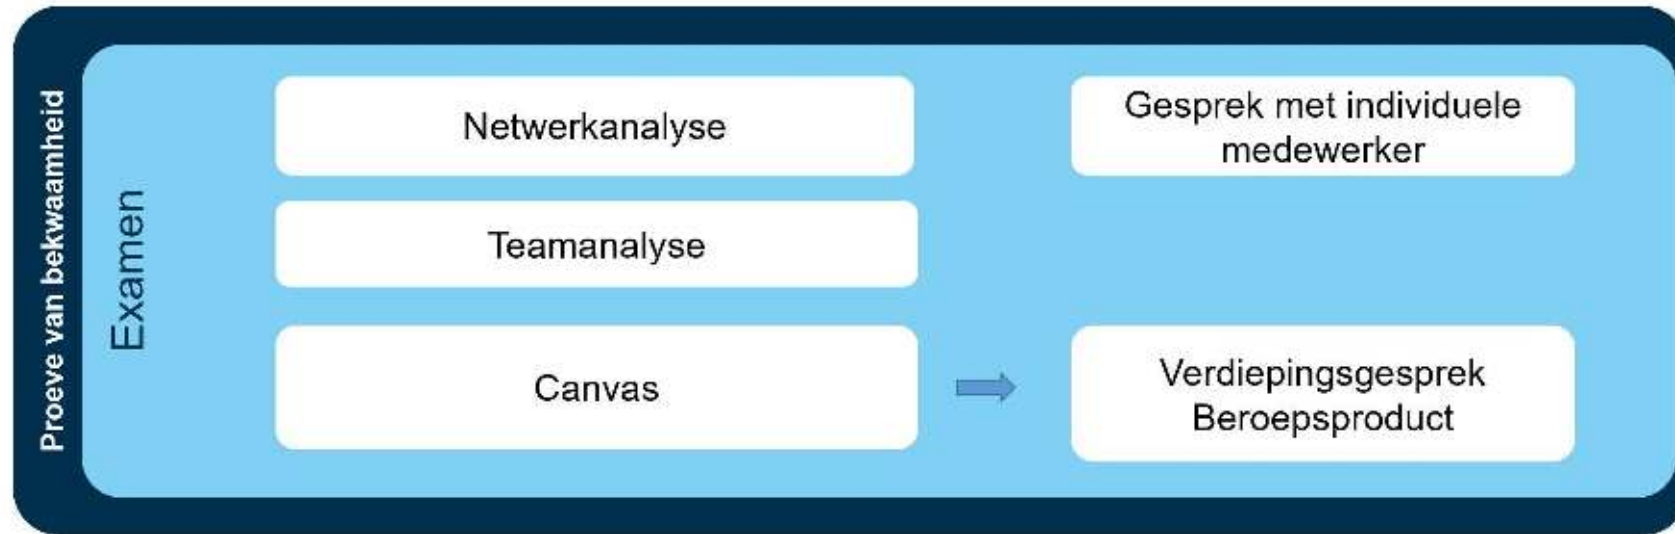 Proeve van bekwaamheid
Examen
Netwerkanalyse
Gesprek met individuele
medewerker
Teamanalyse
Canvas
Verdiepingsgesprek
Beroepsproduct